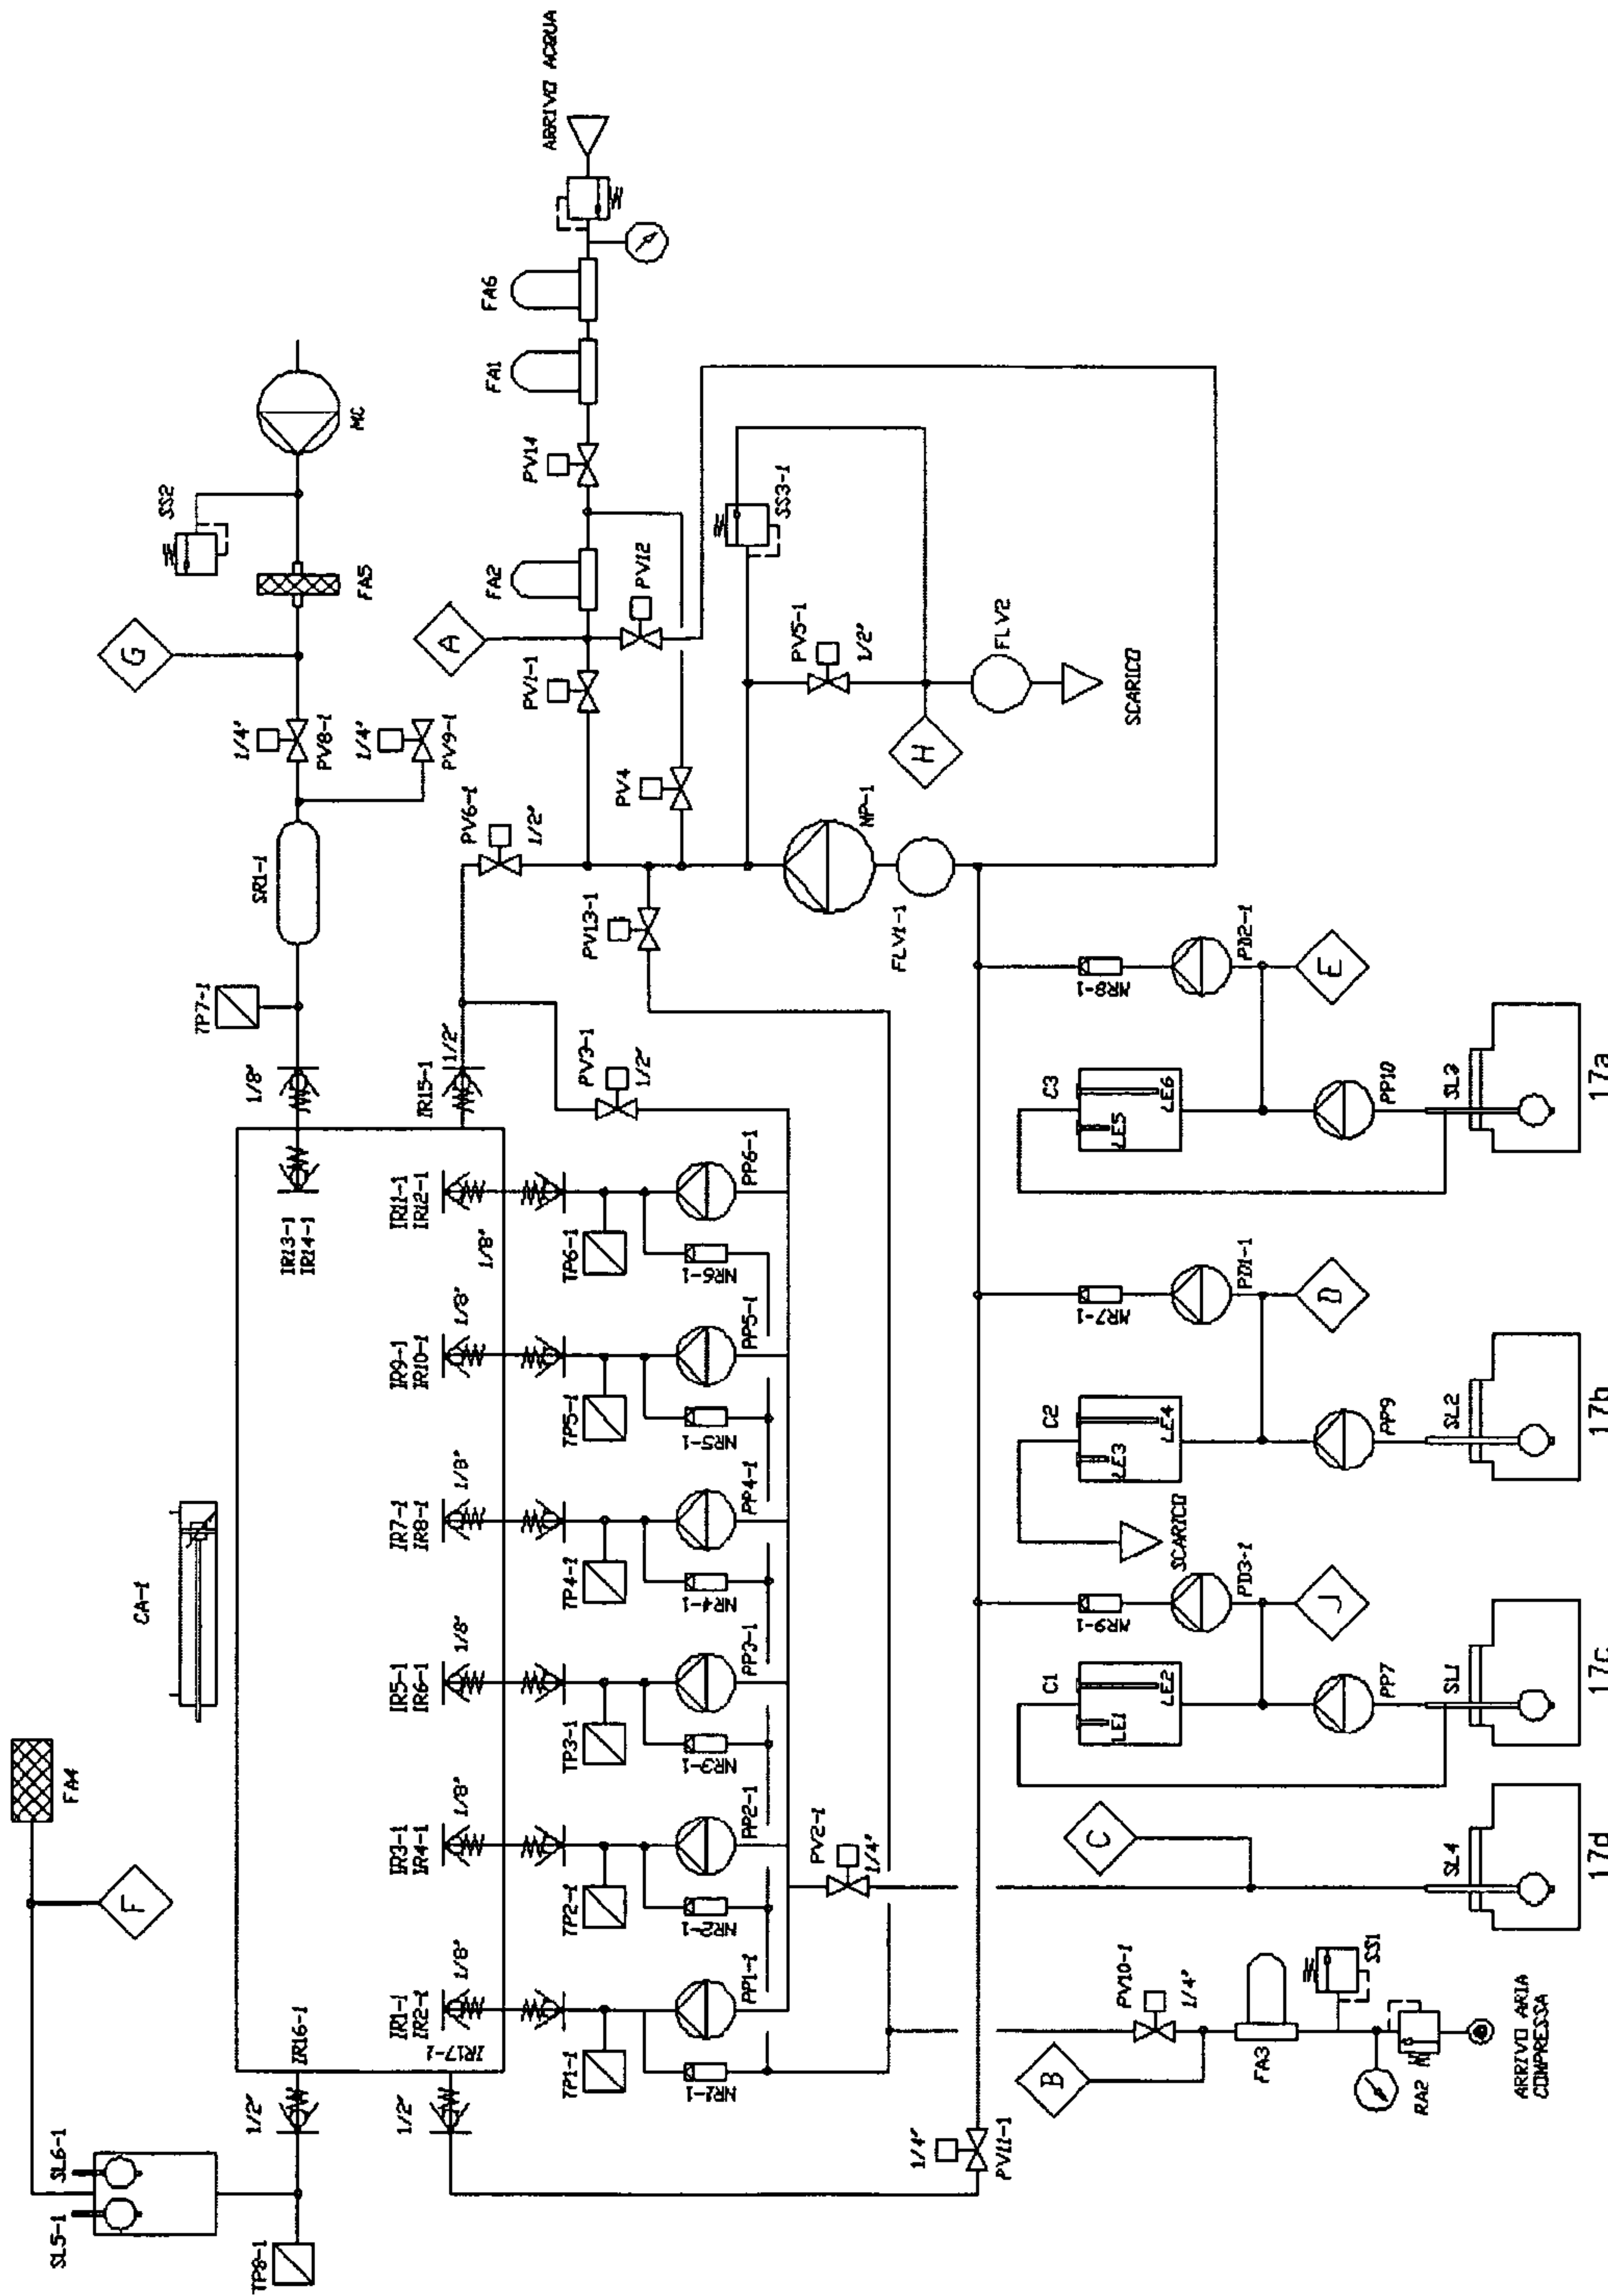 FA4
F
SL5-1
SL6-1
TP8-1
1/2"
IR16-1
1/2"
IR17-1
CA-1
IR1-1
IR2-1
1/8"
IR3-1
IR4-1
1/8"
IR5-1
IR6-1
1/8"
IR7-1
IR8-1
1/8"
IR9-1
IR10-1
1/8"
IR11-1
IR12-1
1/8"
IR13-1
IR14-1
1/8"
IR15-1
1/2"
TP7-1
SR1-1
1/4"
PV8-1
1/4"
PV9-1
G
FA5
SS2
MC
TP1-1
TP2-1
TP3-1
TP4-1
TP5-1
TP6-1
NR1-1
NR2-1
NR3-1
NR4-1
NR5-1
NR6-1
PP1-1
PP2-1
PP3-1
PP4-1
PP5-1
PP6-1
PV3-1
1/2"
PV6-1
1/2"
A
PV1-1
FA2
PV12
PV14
FA1
FA6
ARRIVO ACQUA
PV13-1
PV4
SS3-1
PV5-1
1/2"
H
FLV2
SCARICO
MP-1
FLV1-1
PV2-1
1/4"
1/4"
PV11-1
B
PV10-1
1/4"
FA3
SS1
RA2
ARRIVO ARIA
COMPRESSA
C
SL4
17d
C1
LE1
LE2
NR9-1
PD3-1
J
PP7
SL1
17c
SCARICO
C2
LE3
LE4
NR7-1
PD1-1
D
PP9
SL2
17b
C3
LE5
LE6
NR8-1
PD2-1
E
PP10
SL3
17a